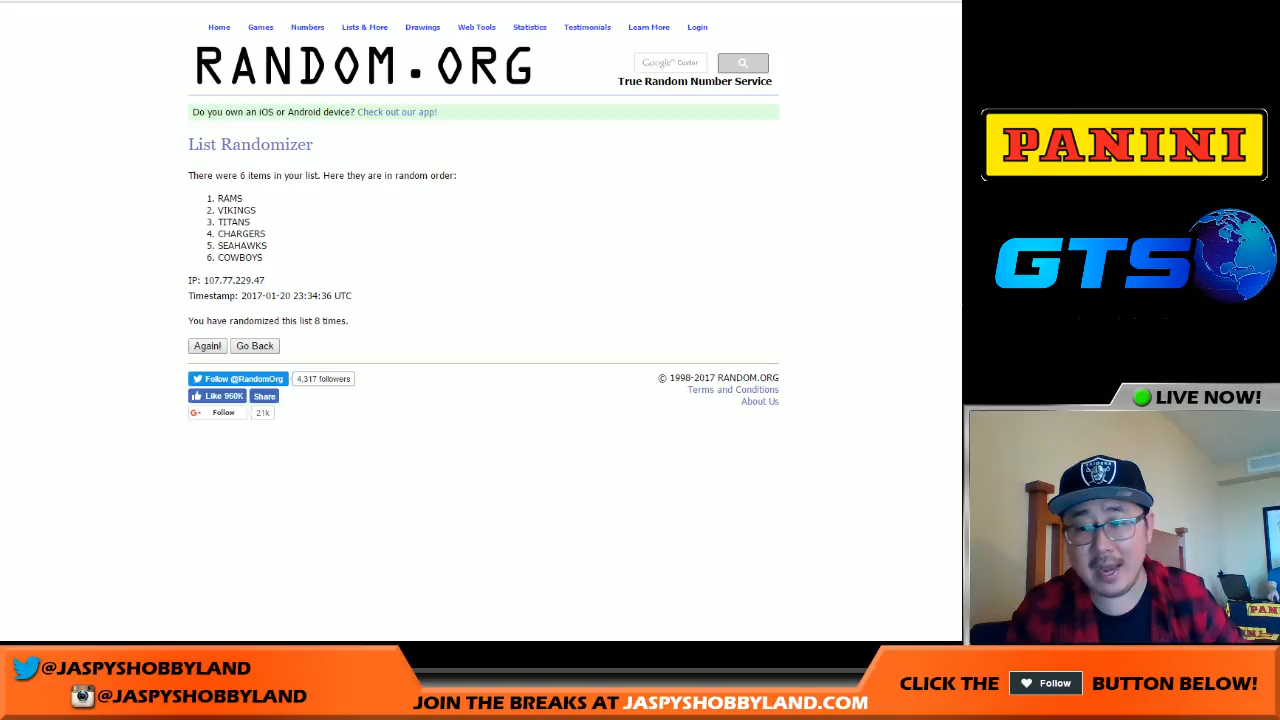 Home Games Numbers Lists & More Drawings Web Tools Statistics Testimonials Learn More Login
RANDOM.ORG
Google™ Custor
True Random Number Service
Do you own an iOS or Android device? Check out our app!
List Randomizer
There were 6 items in your list. Here they are in random order:
1. RAMS
2. VIKINGS
3. TITANS
4. CHARGERS
5. SEAHAWKS
6. COWBOYS
IP: 107.77.229.47
Timestamp: 2017-01-20 23:34:36 UTC
You have randomized this list 8 times.
Again! Go Back
Follow @RandomOrg 4,317 followers
Like 960K Share
G+ Follow 21k
© 1998-2017 RANDOM.ORG
Terms and Conditions
About Us
PANINI
GTS
LIVE NOW!
RAIDERS
PANI
@JASPYSHOBBYLAND
@JASPYSHOBBYLAND
JOIN THE BREAKS AT JASPYSHOBBYLAND.COM
CLICK THE Follow BUTTON BELOW!